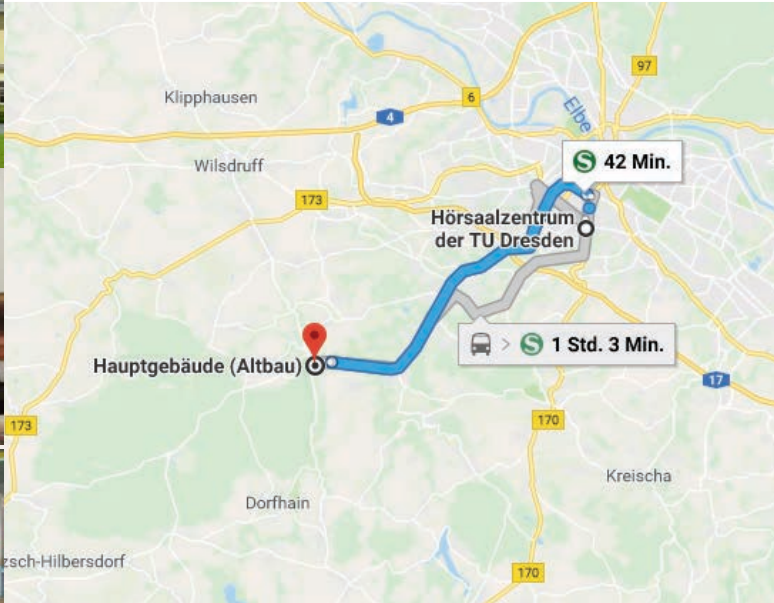 97
Klipphausen
6
Elbe
4
S 42 Min.
Wilsdruff
173
Hörsaalzentrum
der TU Dresden
S 1 Std. 3 Min.
Hauptgebäude (Altbau)
17
173
170
Kreischa
Dorfhain
zsch-Hilbersdorf
170